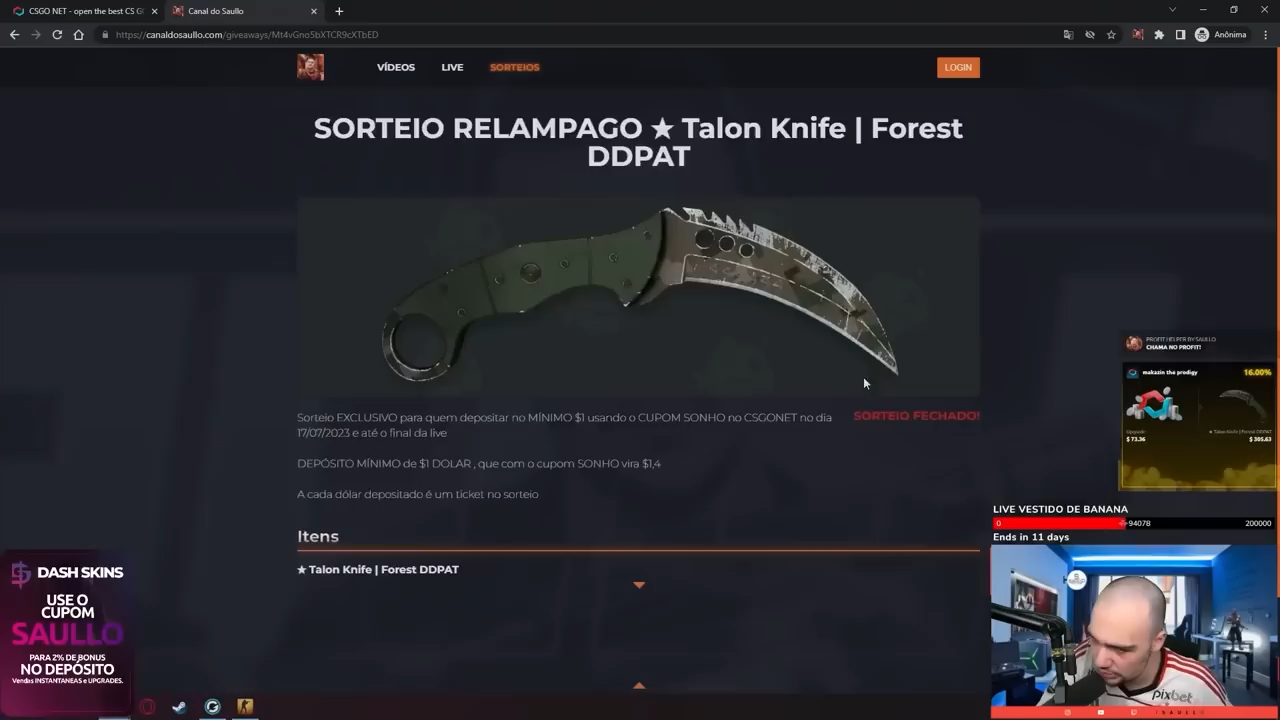 CSGO NET - open the best CS G
Canal do Saullo
https://canaldosaullo.com/giveaways/Mt4vGno5bXTCR9cXTbED
Anônima
VÍDEOS
LIVE
SORTEIOS
LOGIN
SORTEIO RELAMPAGO ★ Talon Knife | Forest
DDPAT
Sorteio EXCLUSIVO para quem depositar no MÍNIMO $1 usando o CUPOM SONHO no CSGONET no dia
17/07/2023 e até o final da live
SORTEIO FECHADO!
DEPÓSITO MÍNIMO de $1 DOLAR , que com o cupom SONHO vira $1,4
A cada dólar depositado é um ticket no sorteio
Itens
★ Talon Knife | Forest DDPAT
PROFIT HELPER BY SAULLO
CHAMA NO PROFIT!
makazin the prodigy
16.00%
Upgrade
$ 73.36
★ Talon Knife | Forest DDPAT
$ 305.63
LIVE VESTIDO DE BANANA
0
94078
200000
Ends in 11 days
DASH SKINS
USE O
CUPOM
SAULLO
PARA 2% DE BONUS
NO DEPÓSITO
Vendas INSTANTANEAS e UPGRADES.
pixbet